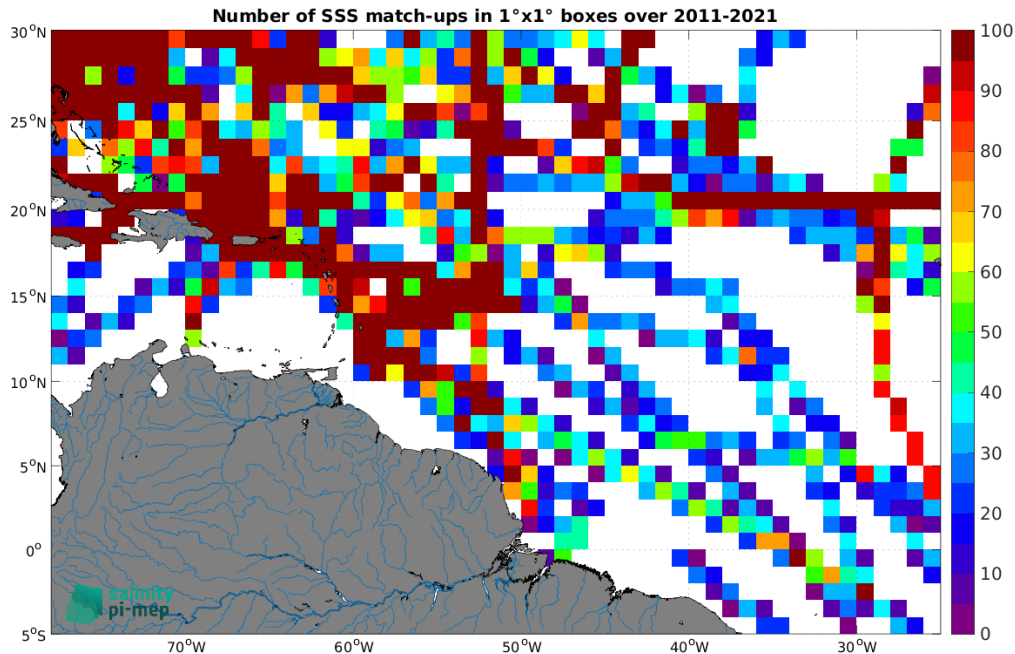 Number of SSS match-ups in 1°x1° boxes over 2011-2021
30°N
25°N
20°N
15°N
10°N
5°N
0°
5°S
70°W
60°W
50°W
40°W
30°W
100
90
80
70
60
50
40
30
20
10
0
salinity
pi-mep